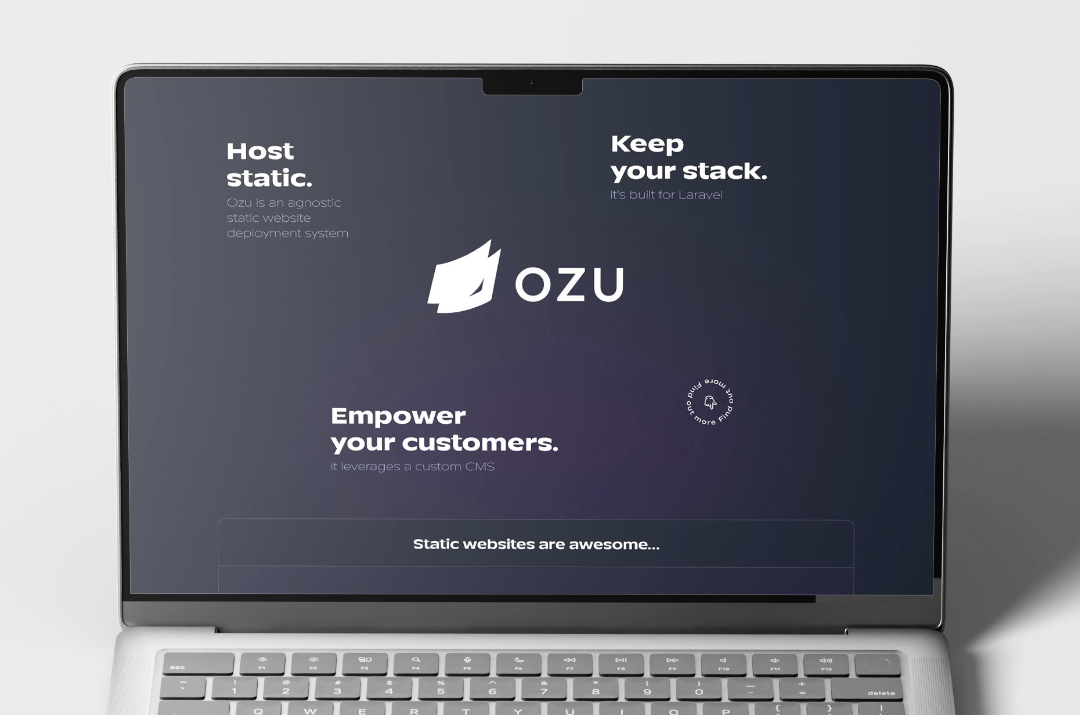 Host
static.
Ozu is an agnostic
static website
deployment system
Keep
your stack.
it's built for Laravel
OZU
Empower
your customers.
it leverages a custom CMS
Find out more Find out more
Static websites are awesome...
esc
F1 F2 F3 F4 F5 F6 F7 F8 F9 F10 F11 F12
~ ! @ # $ % ^ & * ( ) - +
1 2 3 4 5 6 7 8 9 0 - = delete
Q W E R T Y U I O P { }